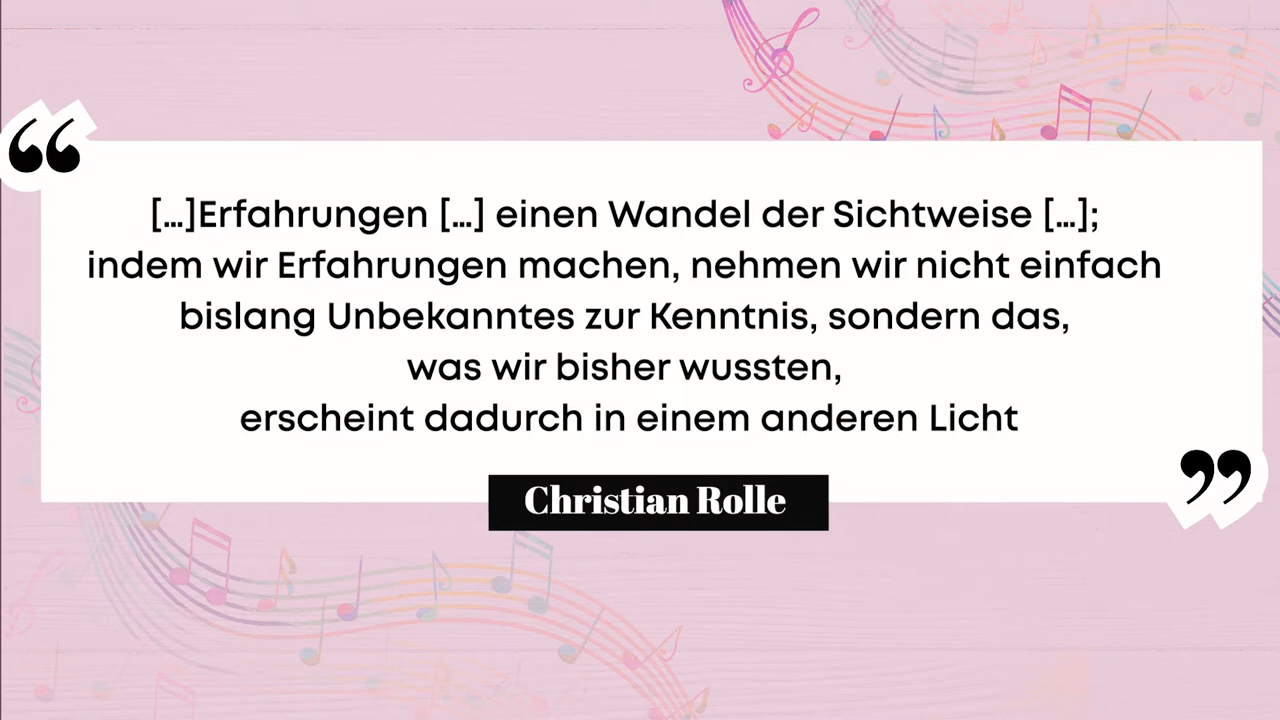 “
[...]Erfahrungen [...] einen Wandel der Sichtweise [...];
indem wir Erfahrungen machen, nehmen wir nicht einfach
bislang Unbekanntes zur Kenntnis, sondern das,
was wir bisher wussten,
erscheint dadurch in einem anderen Licht
”
Christian Rolle